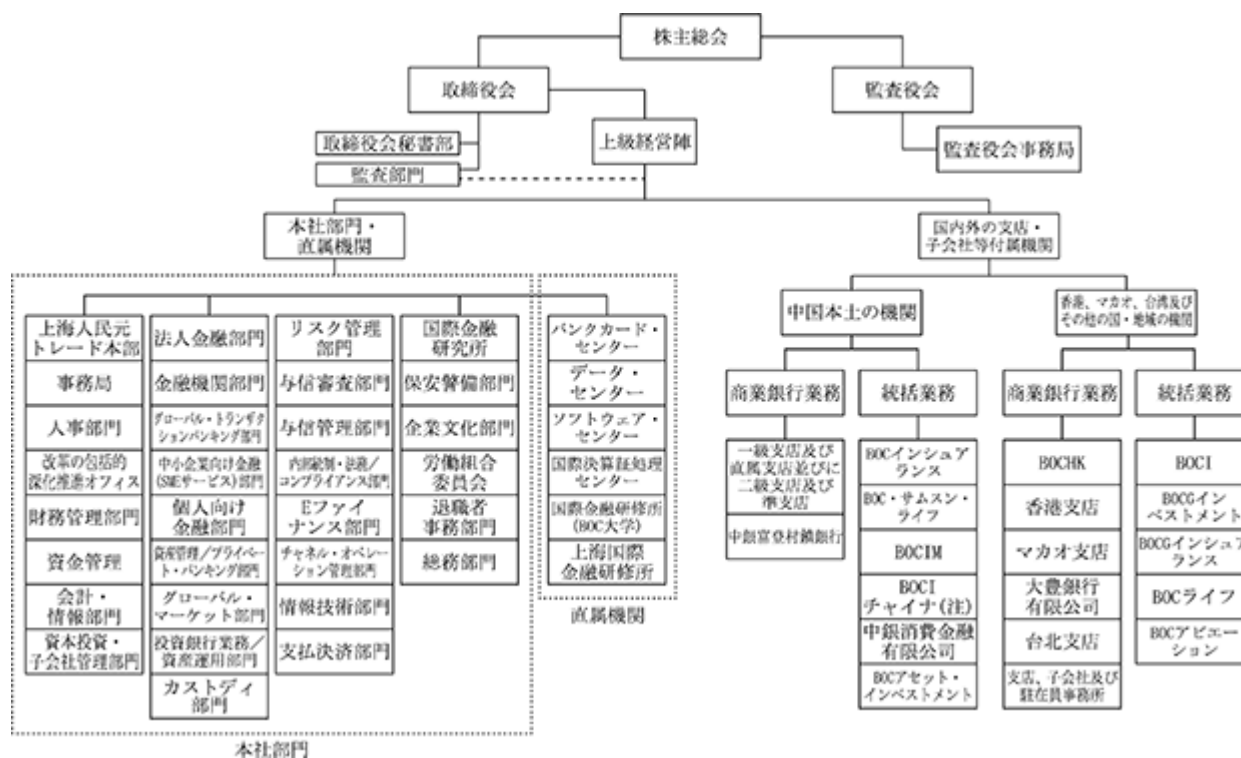 株主総会
取締役会
監査役会
取締役会秘書部
上級経営陣
監査役会事務局
監査部門
本社部門・
直属機関
国内外の支店・
子会社等付属機関
上海人民元
トレード本部
事務局
人事部門
改革の包括的
深化推進オフィス
財務管理部門
資金管理
会計・
情報部門
資本投資・
子会社管理部門
法人金融部門
金融機関部門
グローバル・トランザク
ションバンキング部門
中小企業向け金融
(SMEサービス)部門
個人向け
金融部門
資産管理／プライベー
ト・バンキング部門
グローバル・
マーケット部門
投資銀行業務／
資産運用部門
カストディ
部門
リスク管理
部門
与信審査部門
与信管理部門
内部統制・法務／
コンプライアンス部門
Eファイ
ナンス部門
チャネル・オペレー
ション管理部門
情報技術部門
支払決済部門
国際金融
研究所
保安警備部門
企業文化部門
労働組合
委員会
退職者
事務部門
総務部門
本社部門
バンクカード・
センター
データ・
センター
ソフトウェア・
センター
国際決算証処理
センター
国際金融研修所
(BOC大学)
上海国際
金融研修所
直属機関
中国本土の機関
香港、マカオ、台湾及び
その他の国・地域の機関
商業銀行業務
一級支店及び
直属支店並びに
二級支店及び
準支店
中銀富登村鎮銀行
統括業務
BOCインシュア
ランス
BOC・サムスン・
ライフ
BOCIM
BOCI
チャイナ(注)
中銀消費金融
有限公司
BOCアセット・
インベストメント
商業銀行業務
BOCHK
香港支店
マカオ支店
大豊銀行
有限公司
台北支店
支店、子会社及び
駐在員事務所
統括業務
BOCI
BOCGイン
ベストメント
BOCGインシュア
ランス
BOCライフ
BOCアビエー
ション